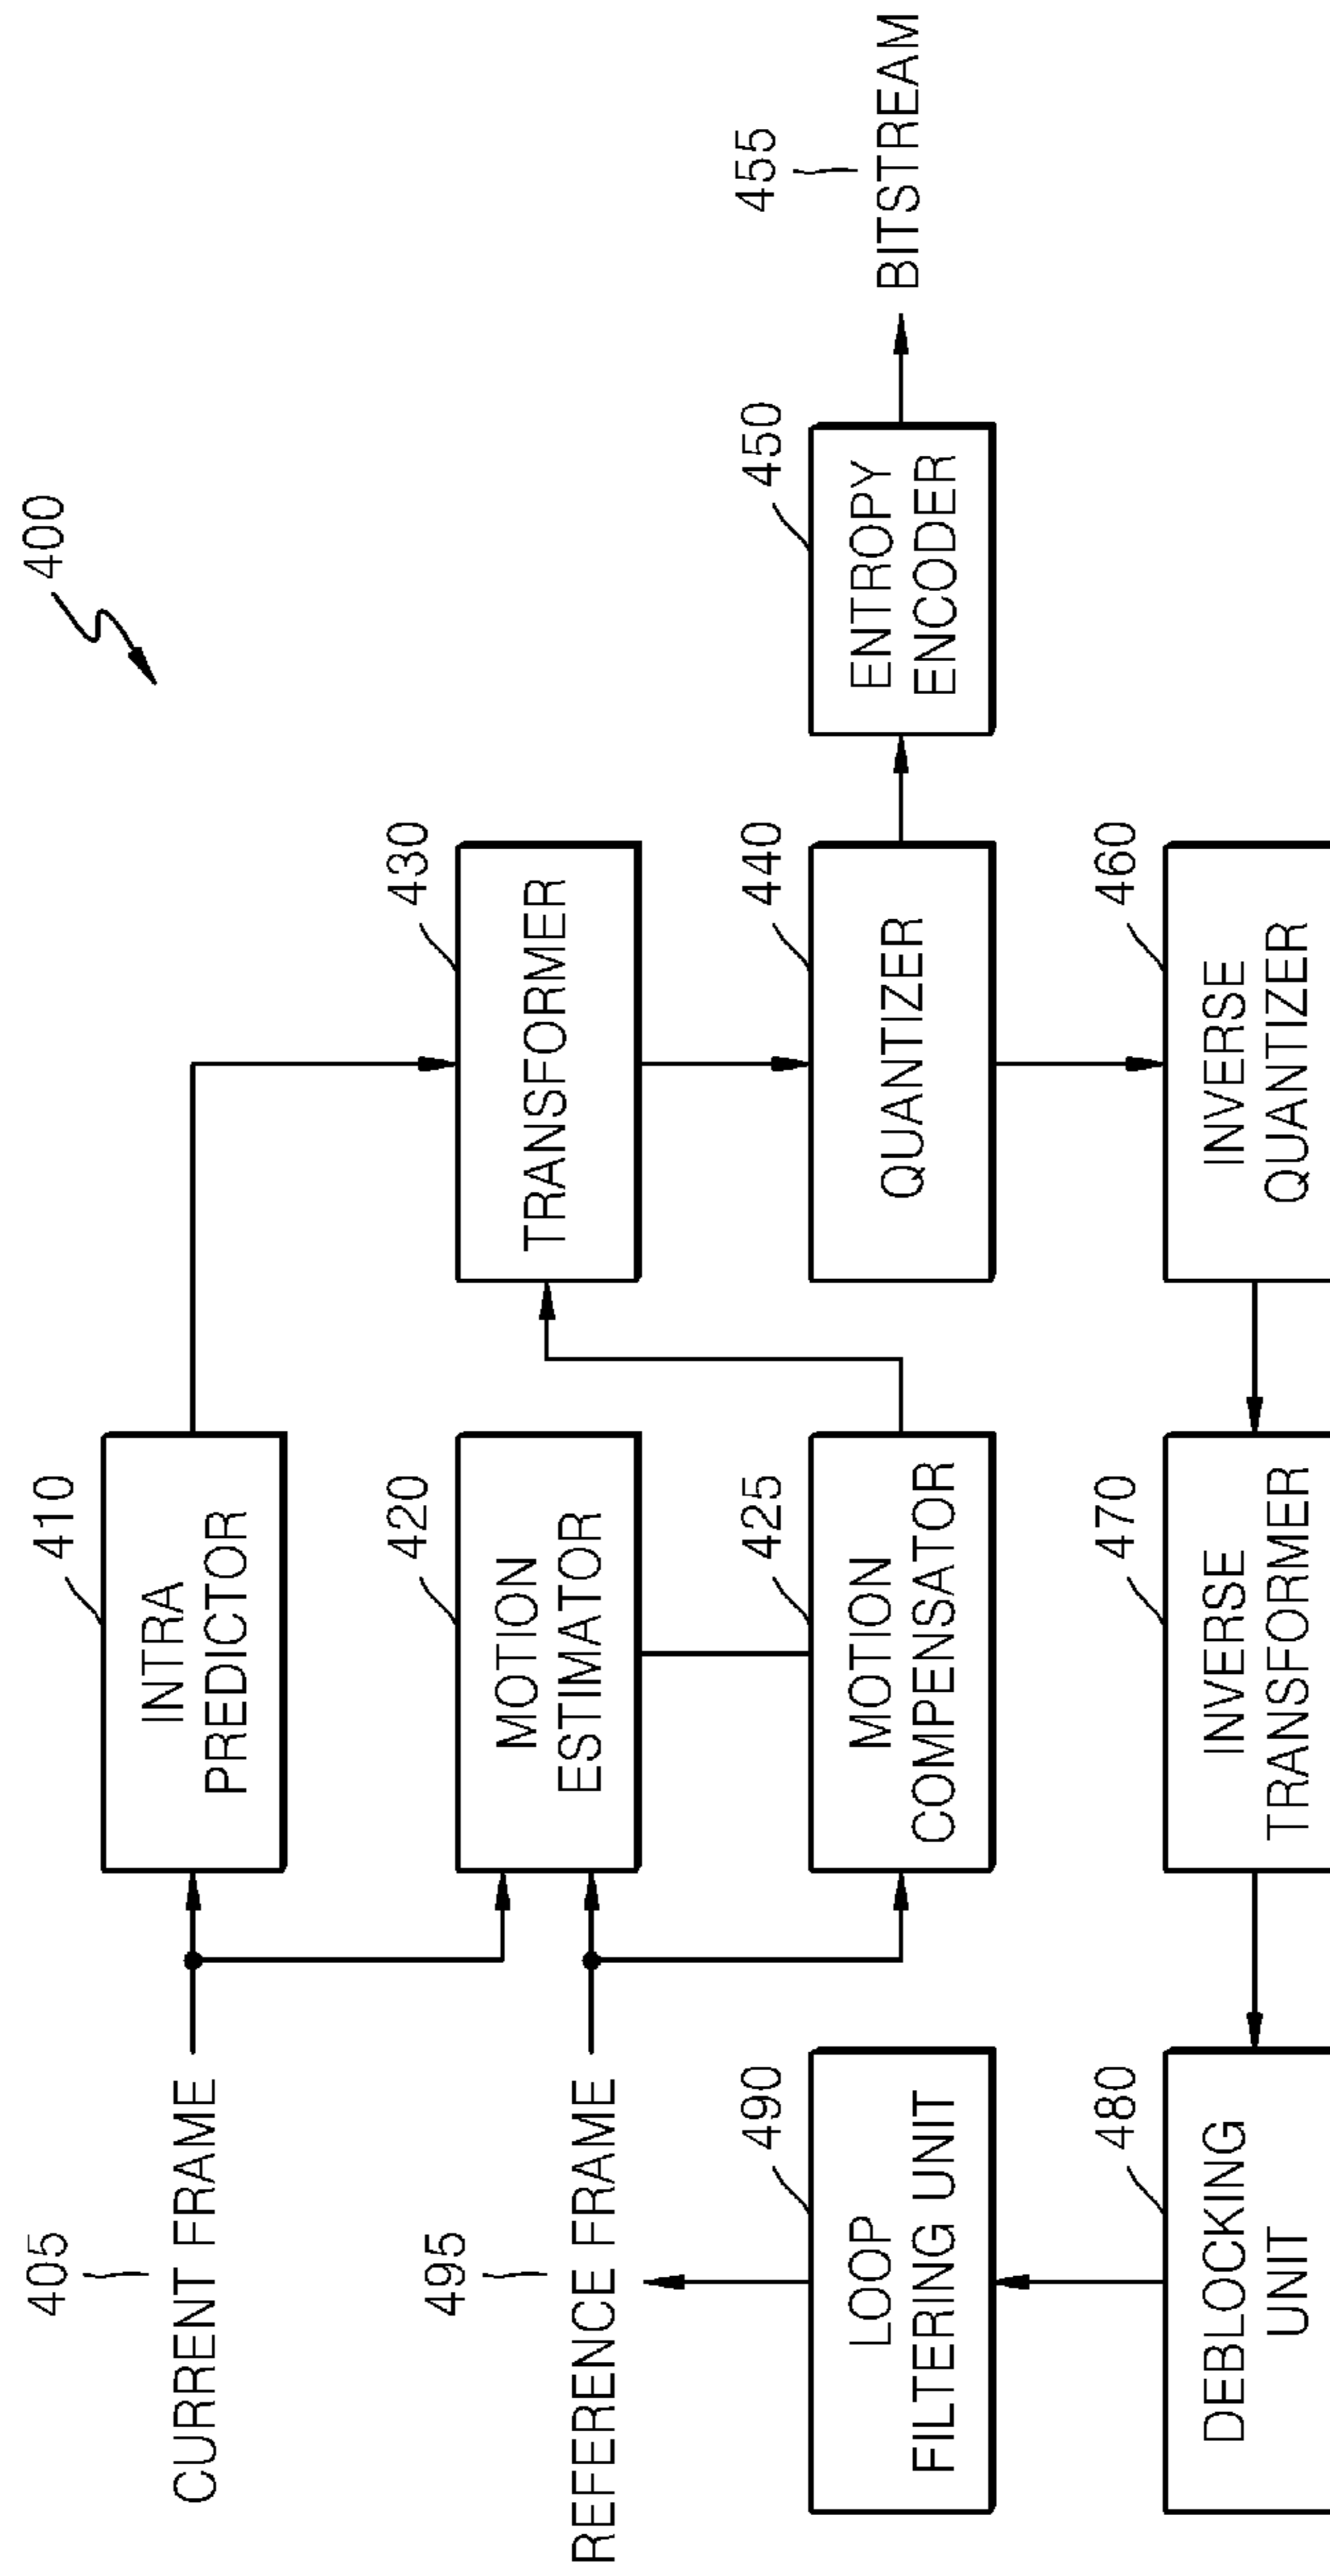 400
405
CURRENT FRAME
410
INTRA
PREDICTOR
495
REFERENCE FRAME
420
MOTION
ESTIMATOR
430
TRANSFORMER
490
LOOP
FILTERING UNIT
425
MOTION
COMPENSATOR
440
QUANTIZER
450
ENTROPY
ENCODER
455
BITSTREAM
480
DEBLOCKING
UNIT
470
INVERSE
TRANSFORMER
460
INVERSE
QUANTIZER